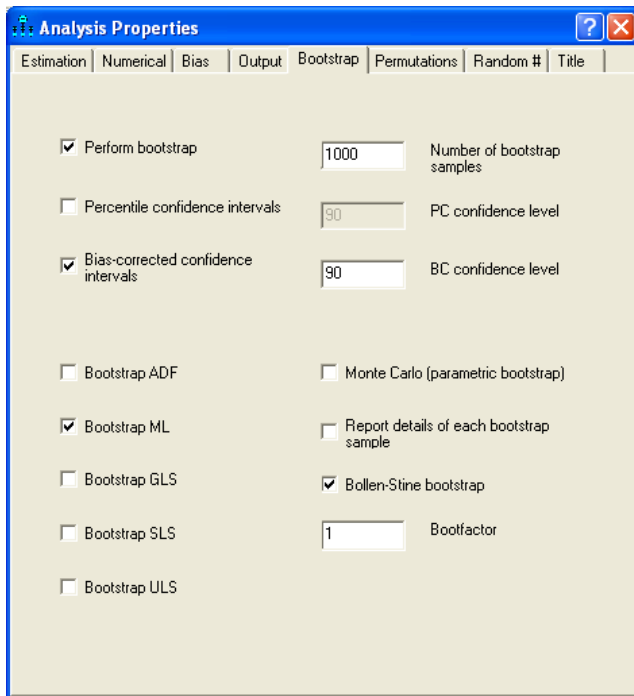 Analysis Properties
Estimation Numerical Bias Output Bootstrap Permutations Random # Title
Perform bootstrap
1000
Number of bootstrap
samples
Percentile confidence intervals
90
PC confidence level
Bias-corrected confidence
intervals
90
BC confidence level
Bootstrap ADF
Monte Carlo (parametric bootstrap)
Bootstrap ML
Report details of each bootstrap
sample
Bootstrap GLS
Bollen-Stine bootstrap
Bootstrap SLS
1
Bootfactor
Bootstrap ULS